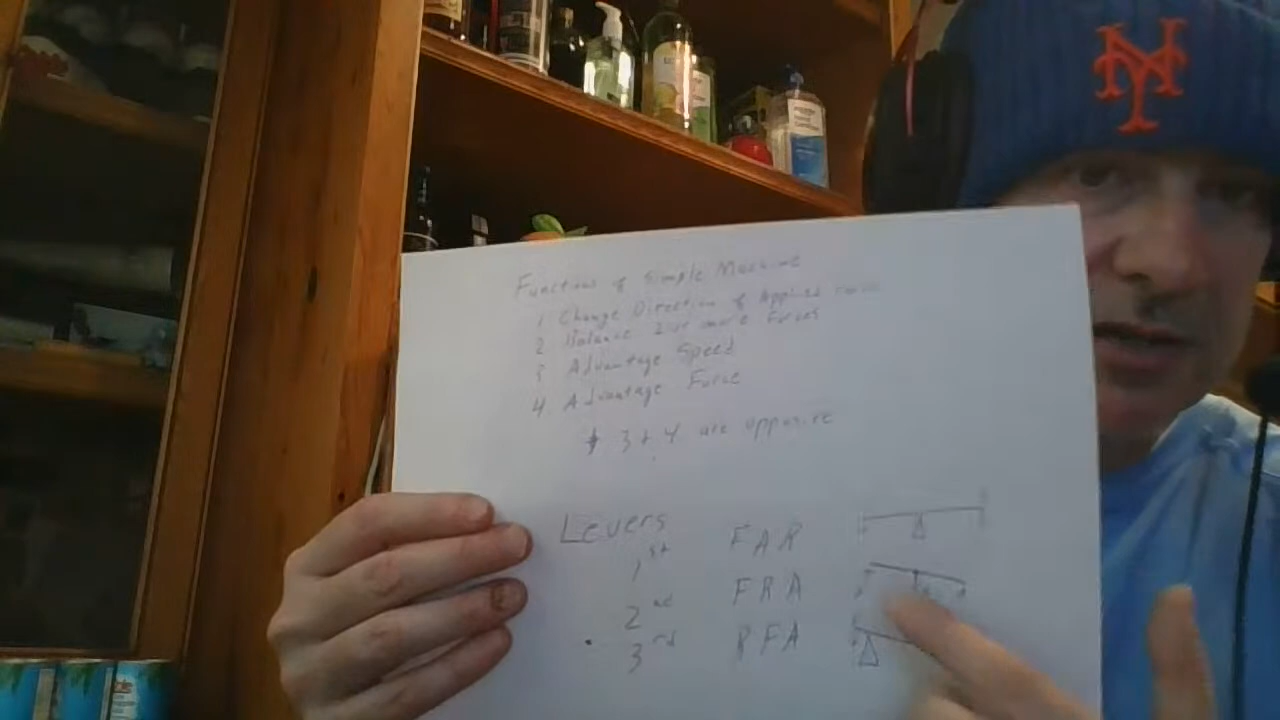 NY
Functions of Simple Machine
1 Change Direction of Applied
2 Balance 2 or more Forces
3 Advantage Speed
4. Advantage Force
* 3 + 4 are opposite
Levers
1st FAR
2nd FRA
3rd RFA